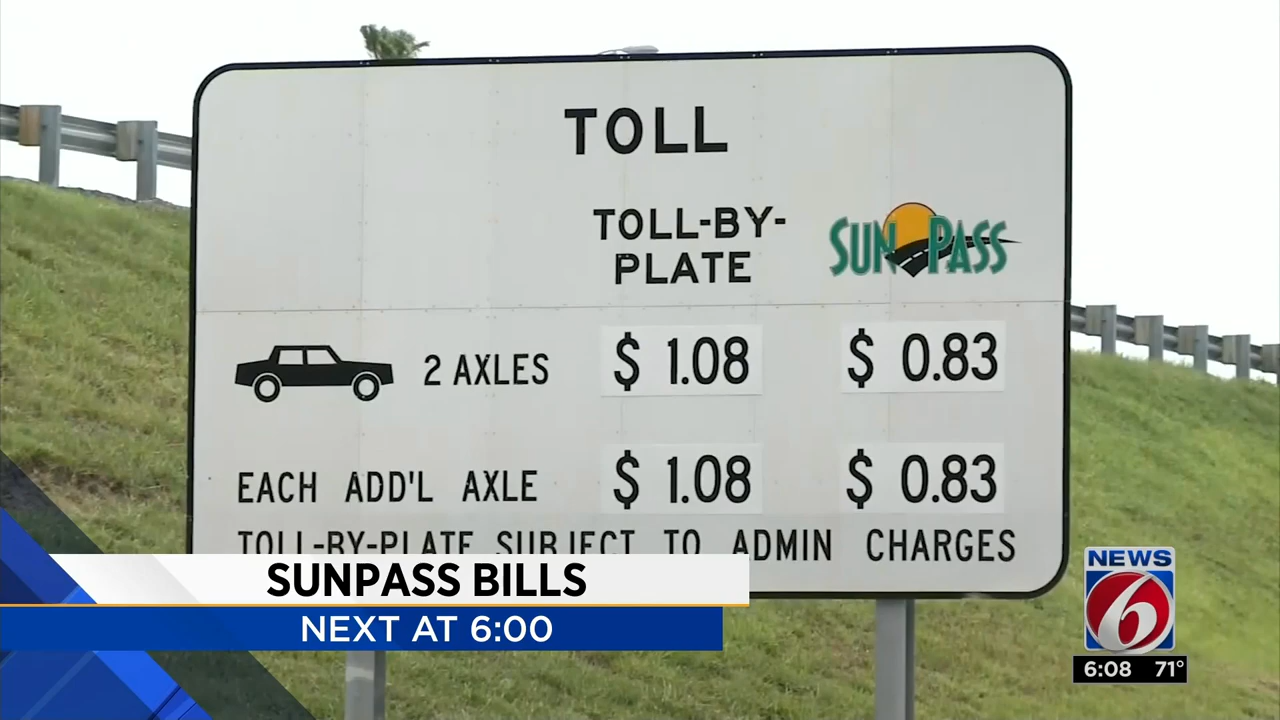 TOLL
TOLL-BY-
PLATE
SUNPASS
2 AXLES $ 1.08 $ 0.83
EACH ADD'L AXLE $ 1.08 $ 0.83
TOLL-BY-PLATE SUBJECT TO ADMIN CHARGES
SUNPASS BILLS
NEXT AT 6:00
NEWS
6
6:08 71°